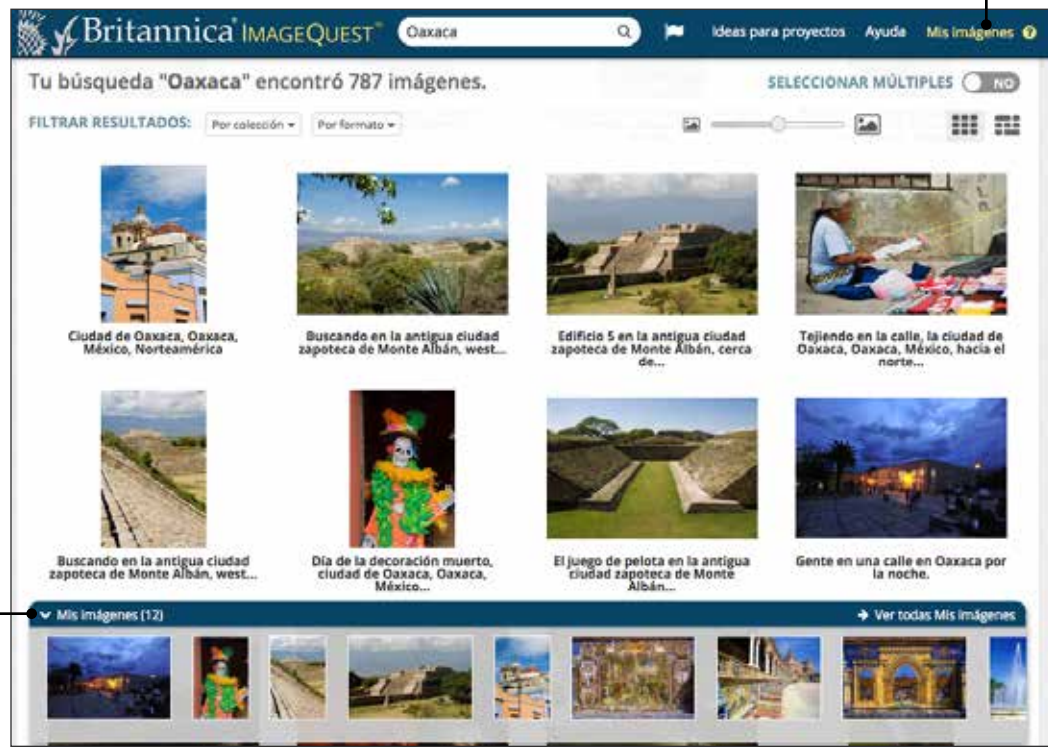 Britannica® IMAGEQUEST™ Oaxaca Ideas para proyectos Ayuda Mis imágenes ?
Tu búsqueda "Oaxaca" encontró 787 imágenes. SELECCIONAR MÚLTIPLES NO
FILTRAR RESULTADOS: Por colección Por formato
Ciudad de Oaxaca, Oaxaca,
México, Norteamérica
Buscando en la antigua ciudad
zapoteca de Monte Albán, west...
Edificio 5 en la antigua ciudad
zapoteca de Monte Albán, cerca
de...
Tejiendo en la calle, la ciudad de
Oaxaca, Oaxaca, México, hacia el
norte...
Buscando en la antigua ciudad
zapoteca de Monte Albán, west...
Día de la decoración muerto,
ciudad de Oaxaca, Oaxaca,
México...
El juego de pelota en la antigua
ciudad zapoteca de Monte
Albán...
Gente en una calle en Oaxaca por
la noche.
Mis imágenes (12) → Ver todas Mis imágenes